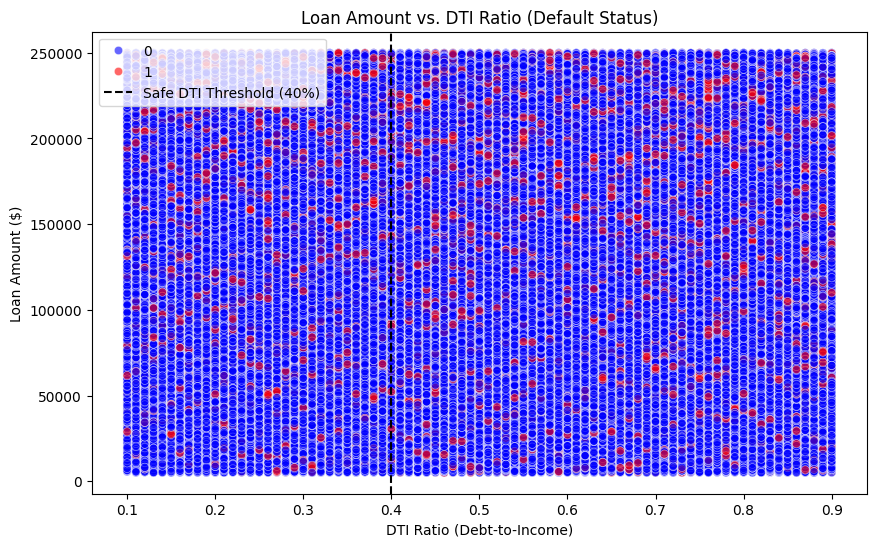 Loan Amount vs. DTI Ratio (Default Status)
0
1
Safe DTI Threshold (40%)
250000
200000
150000
100000
50000
0
Loan Amount ($)
0.1 0.2 0.3 0.4 0.5 0.6 0.7 0.8 0.9
DTI Ratio (Debt-to-Income)